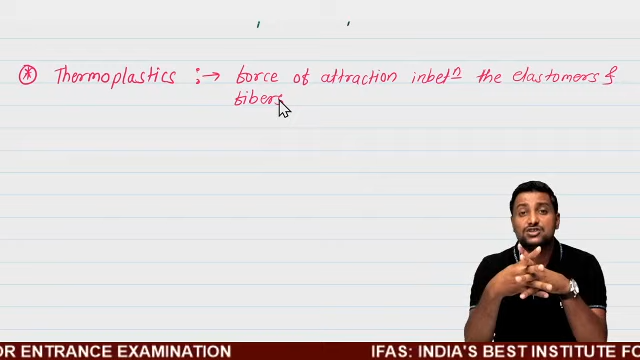 * Thermoplastics :→ force of attraction inbetn the elastomers &
fibers
OR ENTRANCE EXAMINATION IFAS: INDIA'S BEST INSTITUTE FO